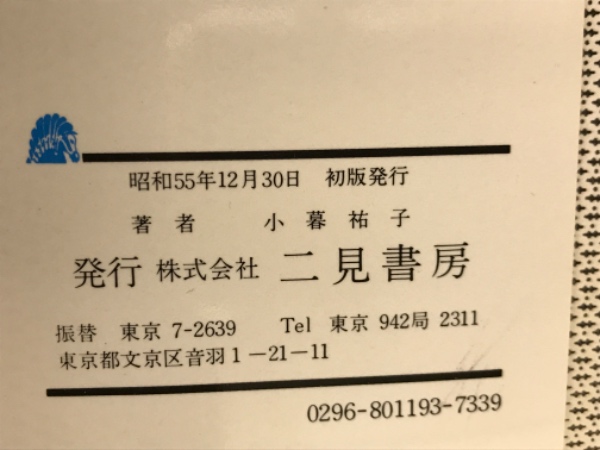 昭和55年12月30日　初版発行
著者　小暮祐子
発行 株式会社 二見書房
振替　東京 7-2639　Tel　東京 942局 2311
東京都文京区音羽1−21−11
0296-801193-7339